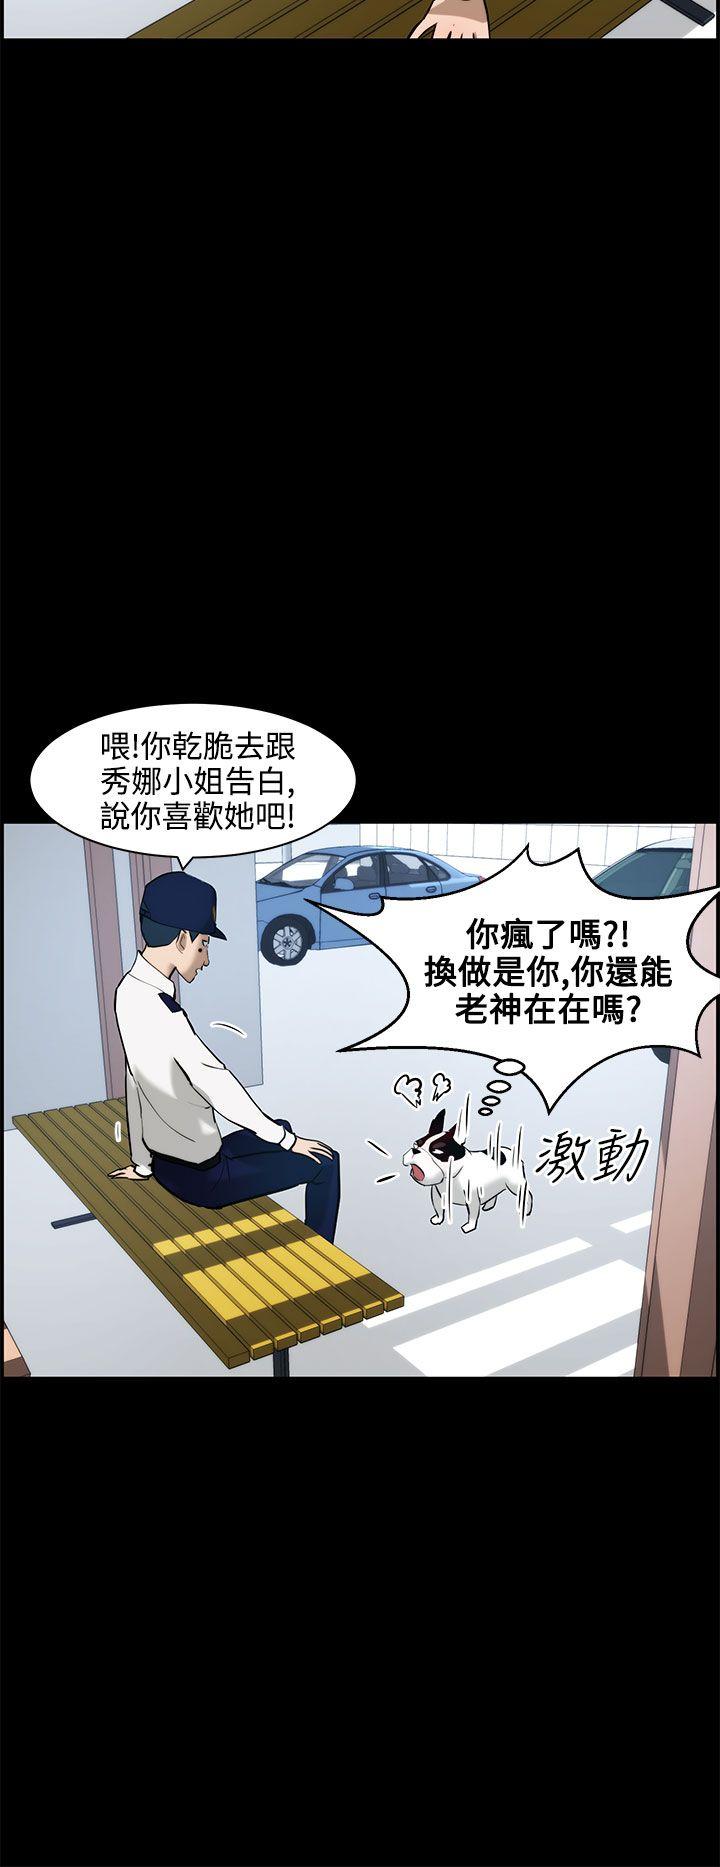 喂!你乾脆去跟
秀娜小姐告白,
說你喜歡她吧!
你瘋了嗎?!
換做是你,你還能
老神在在嗎?
激動